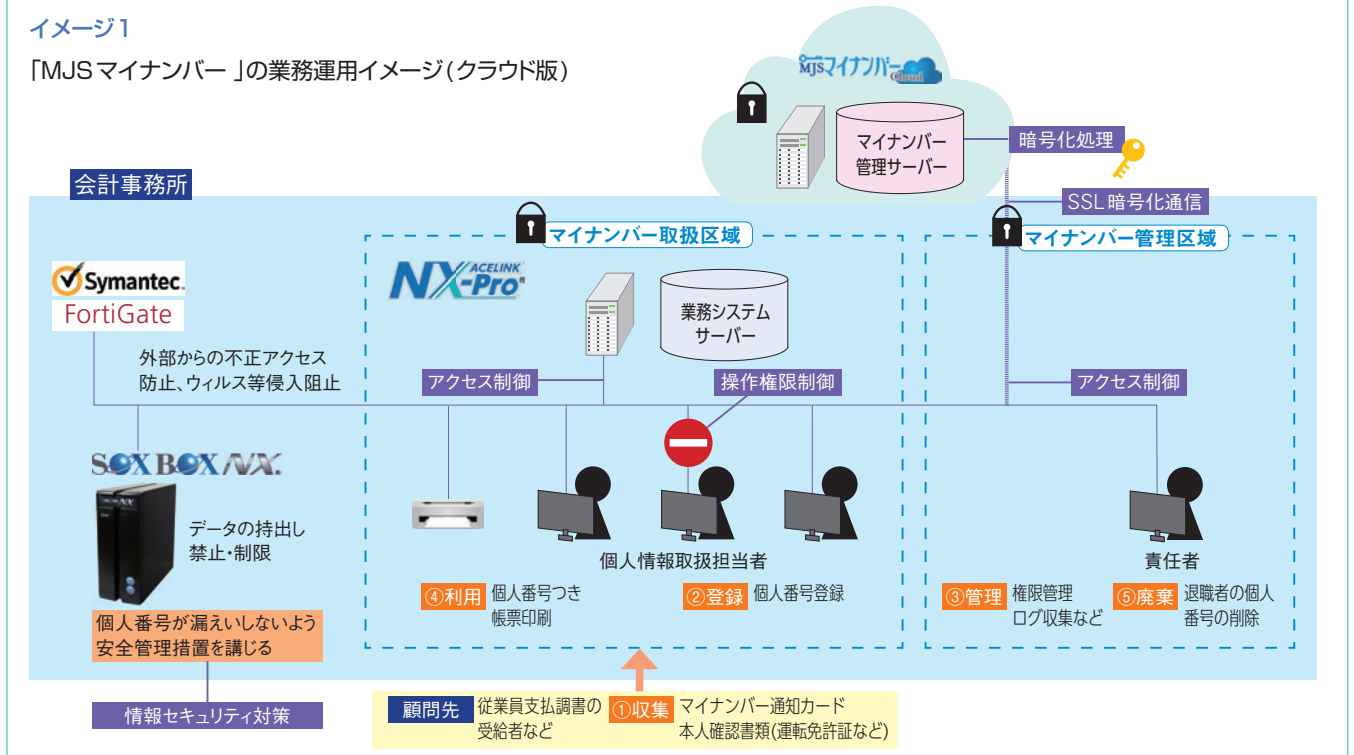 イメージ1
「MJSマイナンバー 」の業務運用イメージ(クラウド版)
MJSマイナンバー
Cloud
マイナンバー
管理サーバー
暗号化処理
SSL暗号化通信
会計事務所
マイナンバー取扱区域
マイナンバー管理区域
Symantec.
FortiGate
ACELINK
NX-Pro
業務システム
サーバー
外部からの不正アクセス
防止、ウィルス等侵入阻止
アクセス制御
操作権限制御
アクセス制御
SOXBOX NX.
データの持出し
禁止・制限
個人情報取扱担当者
責任者
④利用 個人番号つき
帳票印刷
②登録 個人番号登録
③管理 権限管理
ログ収集など
⑤廃棄 退職者の個人
番号の削除
個人番号が漏えいしないよう
安全管理措置を講じる
情報セキュリティ対策
顧問先 従業員支払調書の
受給者など
①収集 マイナンバー通知カード
本人確認書類(運転免許証など)